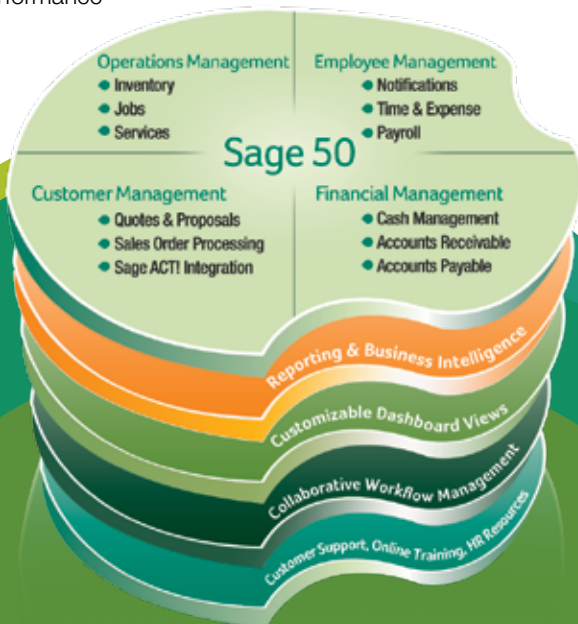 Operations Management
Inventory
Jobs
Services
Employee Management
Notifications
Time & Expense
Payroll
Sage 50
Customer Management
Quotes & Proposals
Sales Order Processing
Sage ACT! Integration
Financial Management
Cash Management
Accounts Receivable
Accounts Payable
Reporting & Business Intelligence
Customizable Dashboard Views
Collaborative Workflow Management
Customer Support, Online Training, HR Resources